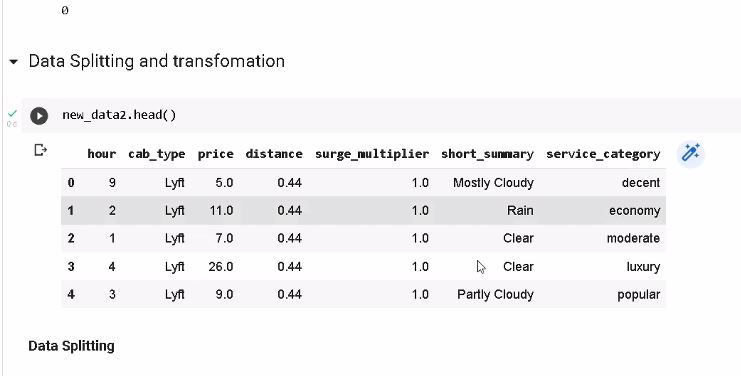 0
Data Splitting and transfomation
new_data2.head()
0s
hour cab_type price distance surge_multiplier short_summary service_category
0 9 Lyft 5.0 0.44 1.0 Mostly Cloudy decent
1 2 Lyft 11.0 0.44 1.0 Rain economy
2 1 Lyft 7.0 0.44 1.0 Clear moderate
3 4 Lyft 26.0 0.44 1.0 Clear luxury
4 3 Lyft 9.0 0.44 1.0 Partly Cloudy popular
Data Splitting